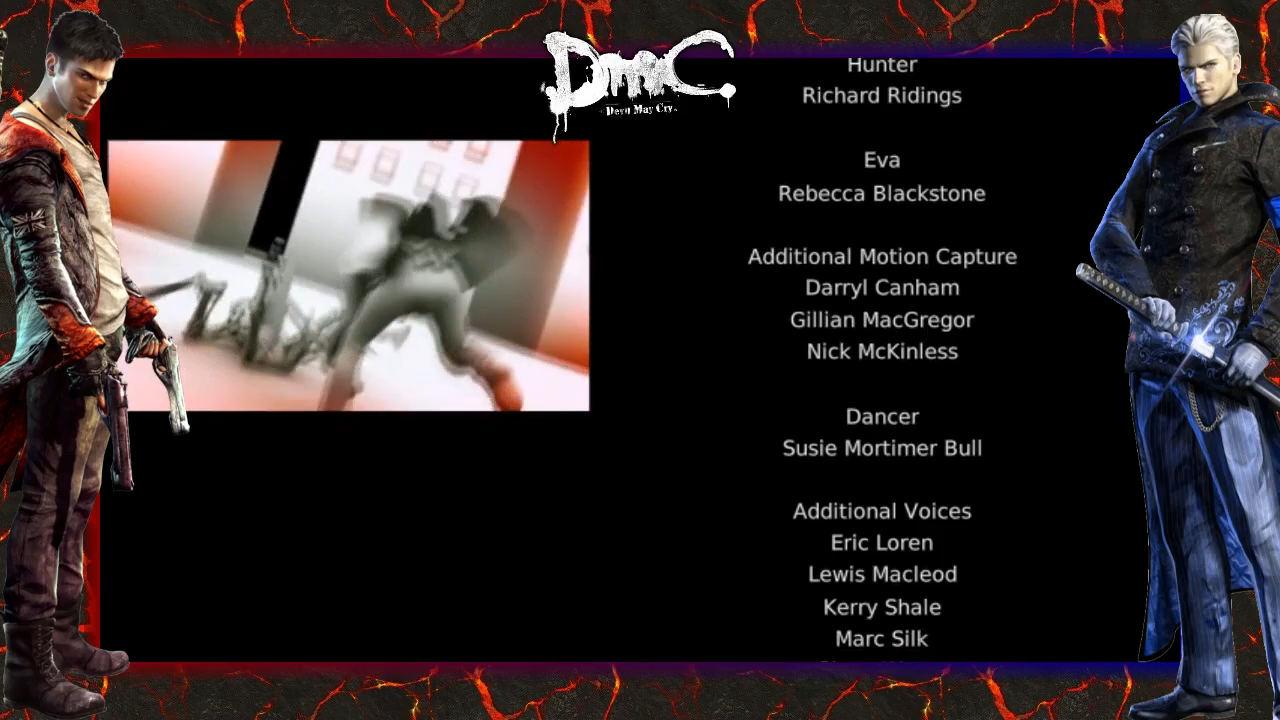 DmC
Devil May Cry
Hunter
Richard Ridings
Eva
Rebecca Blackstone
Additional Motion Capture
Darryl Canham
Gillian MacGregor
Nick McKinless
Dancer
Susie Mortimer Bull
Additional Voices
Eric Loren
Lewis Macleod
Kerry Shale
Marc Silk